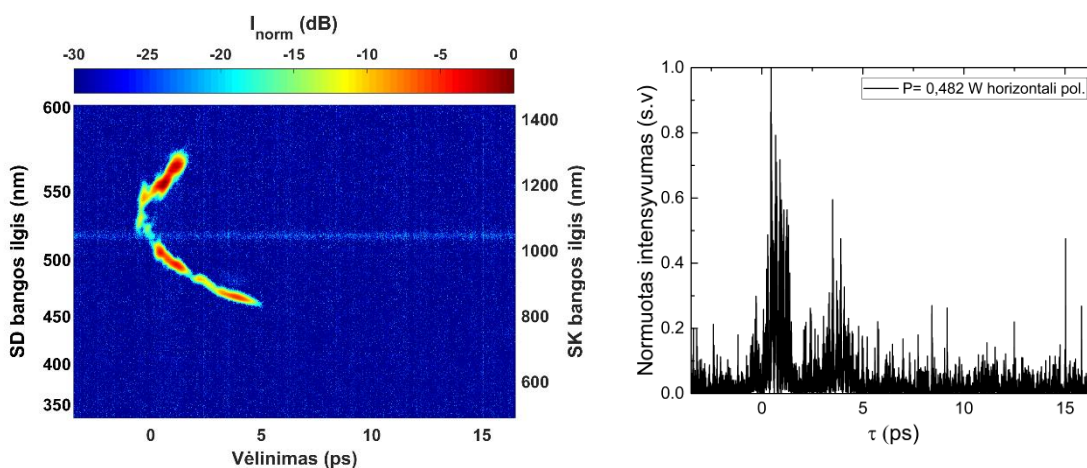 I_norm (dB)
-30 -25 -20 -15 -10 -5 0
SD bangos ilgis (nm)
600
550
500
450
400
350
1400
1200
1000
800
600
SK bangos ilgis (nm)
0 5 10 15
Vėlinimas (ps)
Normuotas intensyvumas (s.v)
1.0
0.8
0.6
0.4
0.2
0.0
P= 0,482 W horizontali pol.
0 5 10 15
τ (ps)